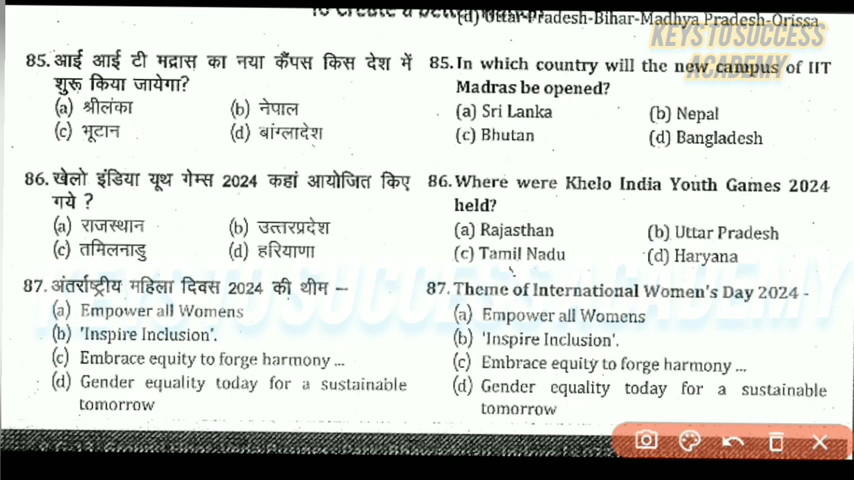 (d) Uttar Pradesh-Bihar-Madhya Pradesh-Orissa
KEYS TO SUCCESS
ACADEMY
85. आई आई टी मद्रास का नया कैंपस किस देश में
शुरू किया जायेगा?
(a) श्रीलंका (b) नेपाल
(c) भूटान (d) बांग्लादेश
86. खेलो इंडिया यूथ गेम्स 2024 कहां आयोजित किए
गये ?
(a) राजस्थान (b) उत्तरप्रदेश
(c) तमिलनाडु (d) हरियाणा
87. अंतर्राष्ट्रीय महिला दिवस 2024 की थीम –
(a) Empower all Womens
(b) 'Inspire Inclusion'.
(c) Embrace equity to forge harmony ...
(d) Gender equality today for a sustainable
tomorrow
85. In which country will the new campus of IIT
Madras be opened?
(a) Sri Lanka (b) Nepal
(c) Bhutan (d) Bangladesh
86. Where were Khelo India Youth Games 2024
held?
(a) Rajasthan (b) Uttar Pradesh
(c) Tamil Nadu (d) Haryana
87. Theme of International Women's Day 2024 -
(a) Empower all Womens
(b) 'Inspire Inclusion'.
(c) Embrace equity to forge harmony ...
(d) Gender equality today for a sustainable
tomorrow
KEYS TO SUCCESS ACADEMY